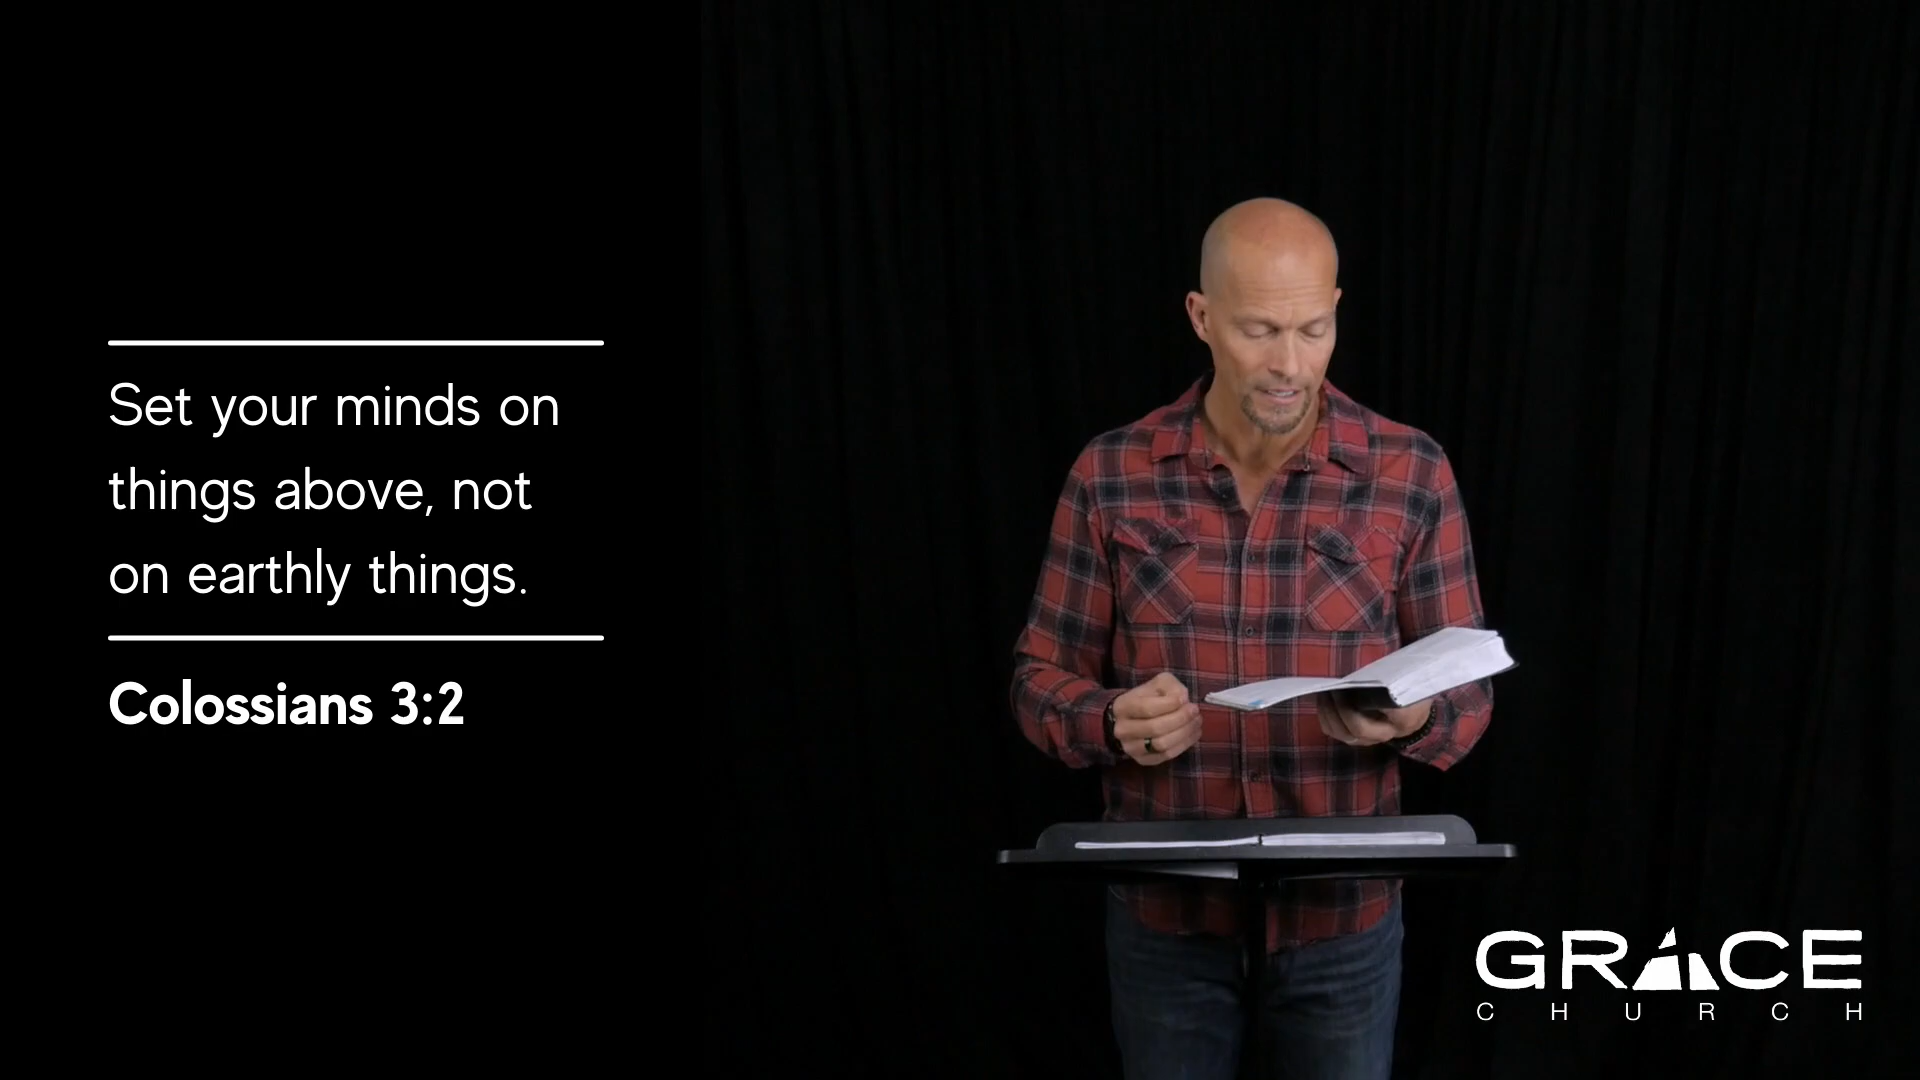 Set your minds on
things above, not
on earthly things.
Colossians 3:2
GRACE
CHURCH